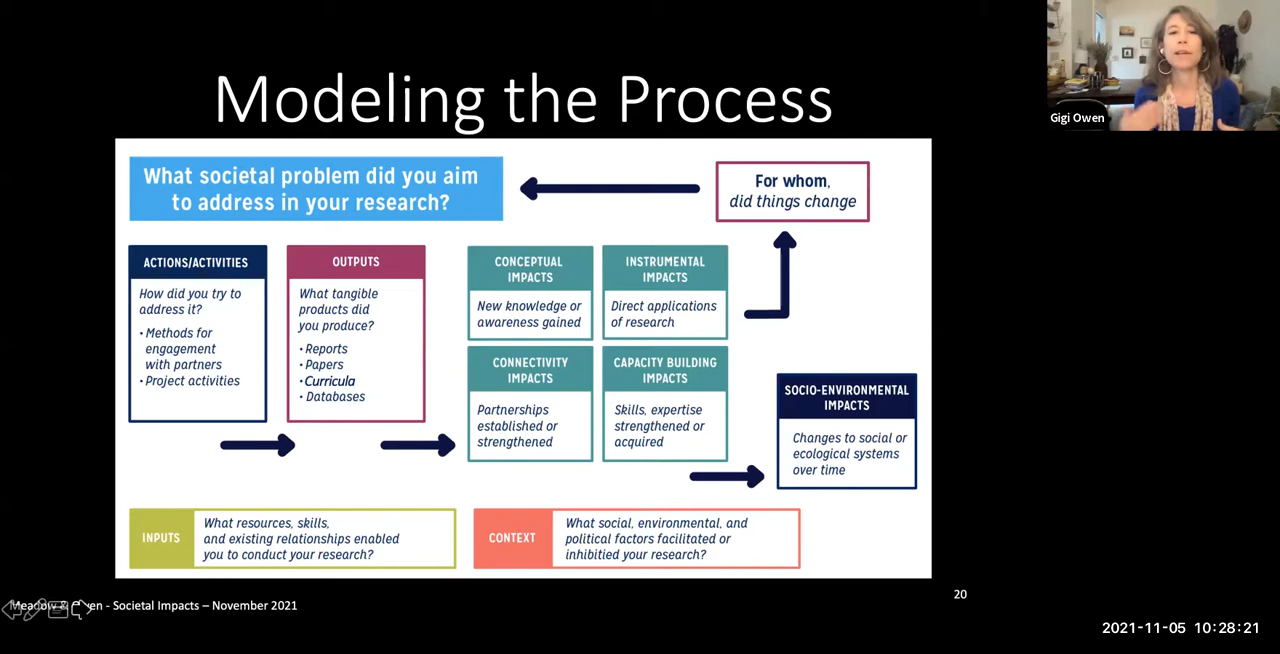 Modeling the Process
Gigi Owen
What societal problem did you aim
to address in your research?
For whom,
did things change
ACTIONS/ACTIVITIES
How did you try to
address it?
• Methods for
engagement
with partners
• Project activities
OUTPUTS
What tangible
products did
you produce?
• Reports
• Papers
• Curricula
• Databases
CONCEPTUAL
IMPACTS
New knowledge or
awareness gained
INSTRUMENTAL
IMPACTS
Direct applications
of research
CONNECTIVITY
IMPACTS
Partnerships
established or
strengthened
CAPACITY BUILDING
IMPACTS
Skills, expertise
strengthened or
acquired
SOCIO-ENVIRONMENTAL
IMPACTS
Changes to social or
ecological systems
over time
INPUTS
What resources, skills,
and existing relationships enabled
you to conduct your research?
CONTEXT
What social, environmental, and
political factors facilitated or
inhibitied your research?
Meadow & Owen - Societal Impacts – November 2021
20
2021-11-05 10:28:21